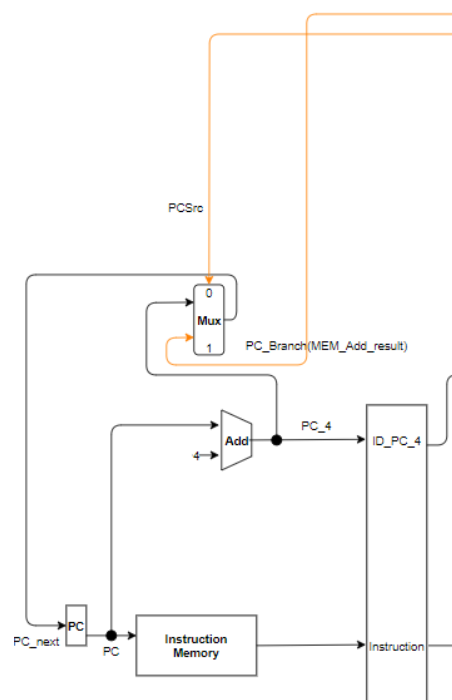 PCSrc
0
Mux
1
PC_Branch(MEM_Add_result)
PC_4
Add
ID_PC_4
4
PC
PC_next
PC
Instruction
Memory
Instruction